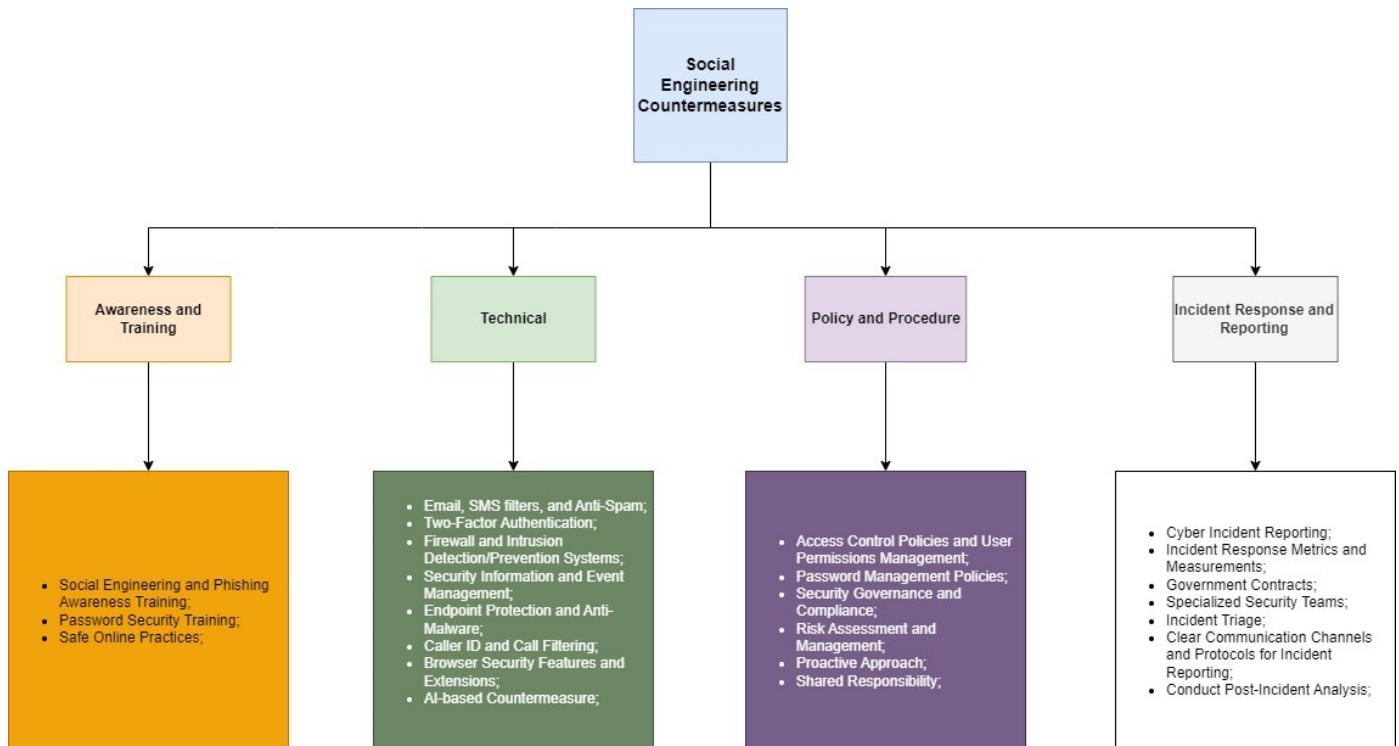 Social
Engineering
Countermeasures
Awareness and
Training
Technical
Policy and Procedure
Incident Response and
Reporting
• Social Engineering and Phishing
Awareness Training;
• Password Security Training;
• Safe Online Practices;
• Email, SMS filters, and Anti-Spam;
• Two-Factor Authentication;
• Firewall and Intrusion
Detection/Prevention Systems;
• Security Information and Event
Management;
• Endpoint Protection and Anti-
Malware;
• Caller ID and Call Filtering;
• Browser Security Features and
Extensions;
• AI-based Countermeasure;
• Access Control Policies and User
Permissions Management;
• Password Management Policies;
• Security Governance and
Compliance;
• Risk Assessment and
Management;
• Proactive Approach;
• Shared Responsibility;
• Cyber Incident Reporting;
• Incident Response Metrics and
Measurements;
• Government Contracts;
• Specialized Security Teams;
• Incident Triage;
• Clear Communication Channels
and Protocols for Incident
Reporting;
• Conduct Post-Incident Analysis;